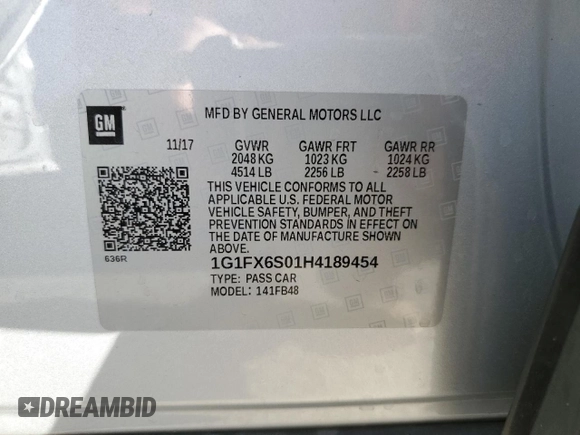 GM
MFD BY GENERAL MOTORS LLC
11/17 GVWR GAWR FRT GAWR RR
2048 KG 1023 KG 1024 KG
4514 LB 2256 LB - 2258 LB
THIS VEHICLE CONFORMS TO ALL
APPLICABLE U.S. FEDERAL MOTOR
VEHICLE SAFETY, BUMPER, AND THEFT
PREVENTION STANDARDS IN EFFECT ON
THE DATE OF MANUFACTURE SHOWN
ABOVE.
636R
1G1FX6S01H4189454
TYPE: PASS CAR
MODEL: 141FB48
DREAMBID